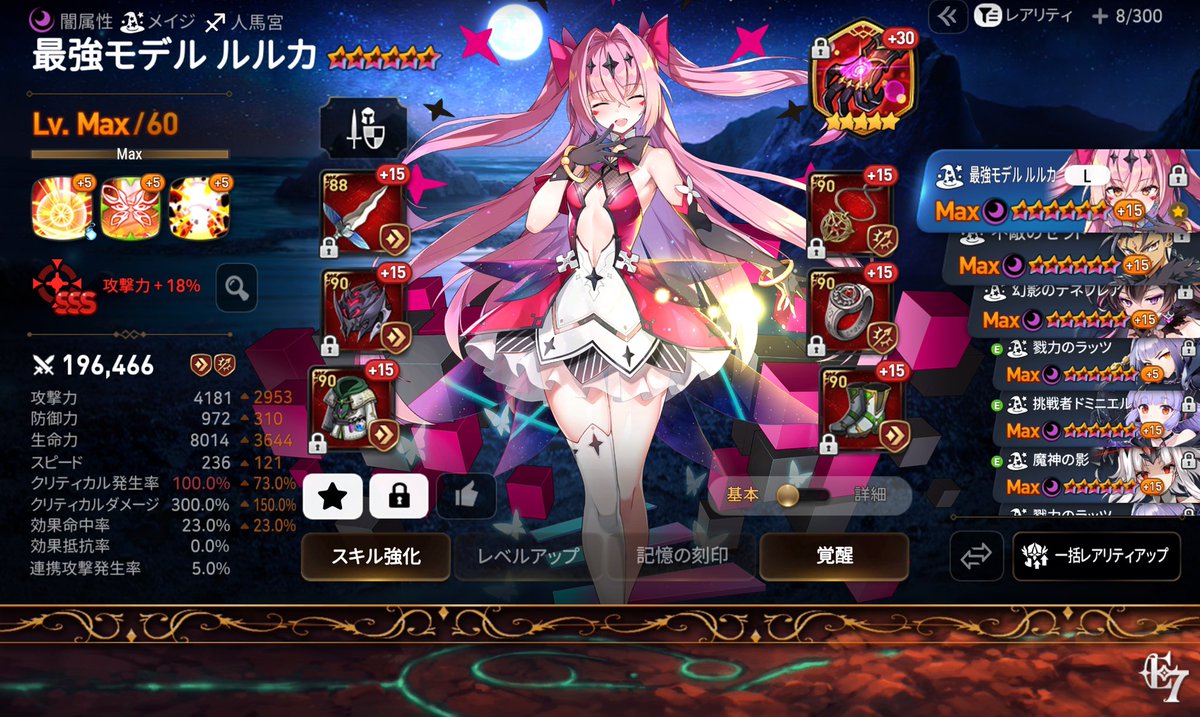 闇属性 メイジ 人馬宮
最強モデル ルルカ
Lv. Max/60
Max
+5 +5 +5
SSS 攻撃力 + 18%
196,466
攻撃力 4181 2953
防御力 972 310
生命力 8014 3644
スピード 236 121
クリティカル発生率 100.0% 73.0%
クリティカルダメージ 300.0% 150.0%
効果命中率 23.0% 23.0%
効果抵抗率 0.0%
連携攻撃発生率 5.0%
88 +15
90 +15
90 +15
+30
90 +15
90 +15
90 +15
基本 詳細
スキル強化 レベルアップ 記憶の刻印 覚醒
レアリティ 8/300
最強モデル ルルカ L
Max +15
不敵のセズ
Max +15
幻影のテネブレア
Max +15
E 戮力のラッツ
Max +5
E 挑戦者ドミニエル
Max +15
E 魔神の影
Max +15
戮力のラッツ
一括レアリティアップ
E7